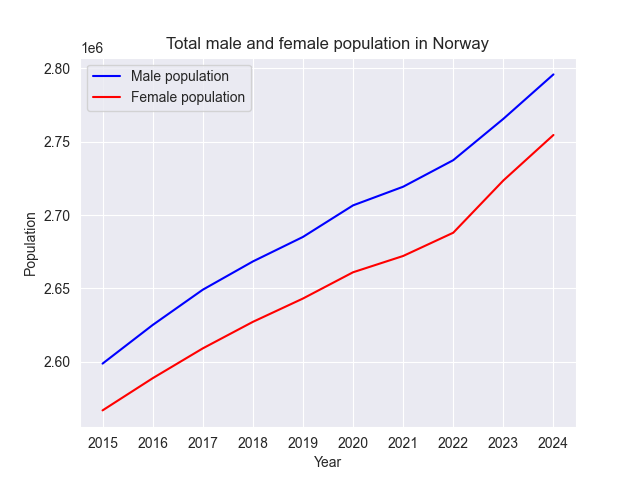 Total male and female population in Norway
1e6
Male population
Female population
2.80
2.75
2.70
2.65
2.60
Population
2015 2016 2017 2018 2019 2020 2021 2022 2023 2024
Year